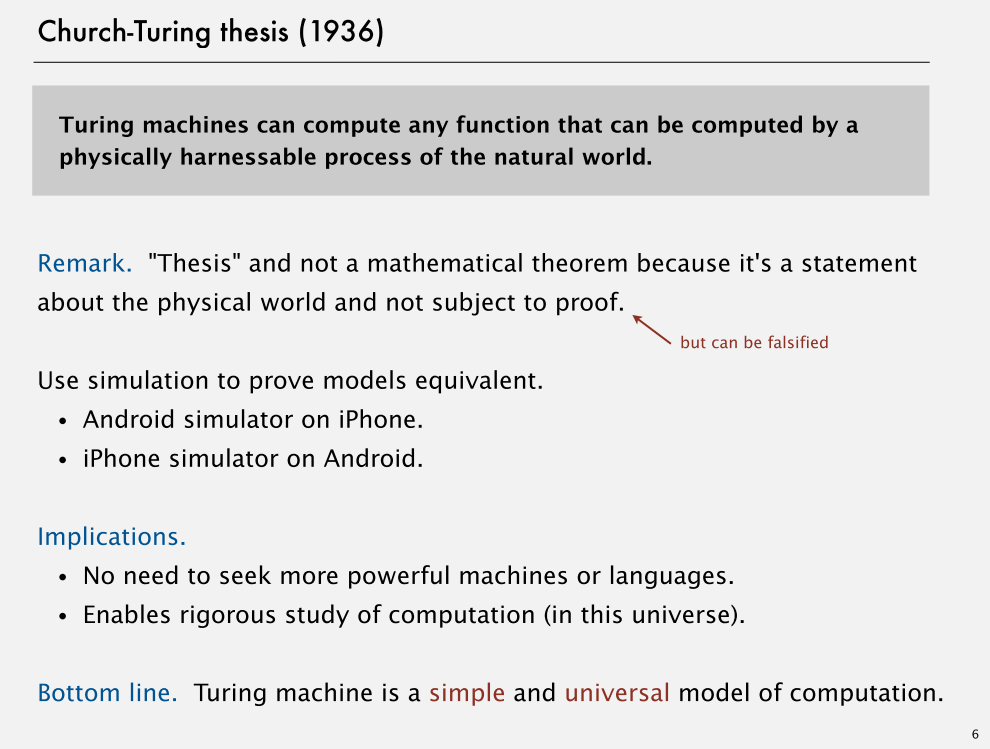 Church-Turing thesis (1936)
Turing machines can compute any function that can be computed by a
physically harnessable process of the natural world.
Remark. "Thesis" and not a mathematical theorem because it's a statement
about the physical world and not subject to proof.
but can be falsified
Use simulation to prove models equivalent.
• Android simulator on iPhone.
• iPhone simulator on Android.
Implications.
• No need to seek more powerful machines or languages.
• Enables rigorous study of computation (in this universe).
Bottom line. Turing machine is a simple and universal model of computation.
6